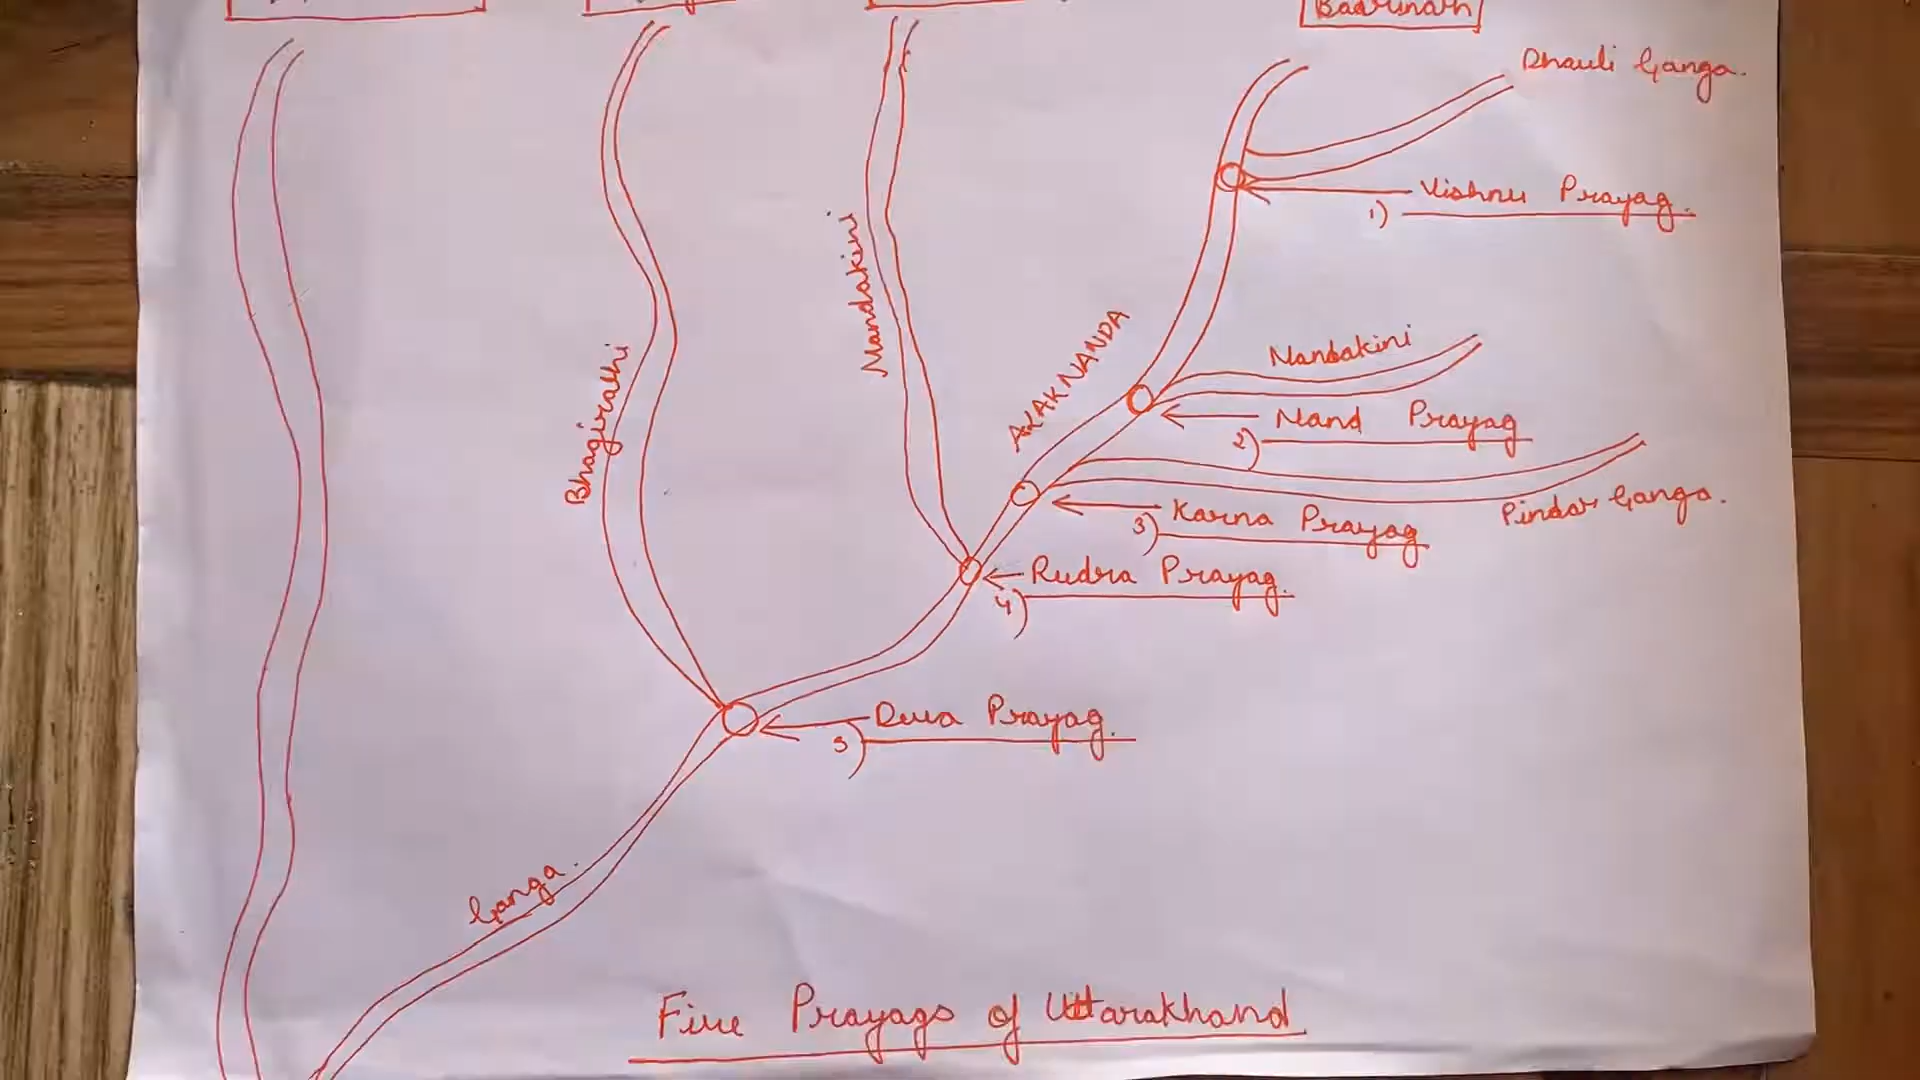 Badrinath
Dhauli Ganga.
1) Vishnu Prayag.
Mandakini
ALAKNANDA
Nandakini
Bhagirathi
2) Nand Prayag
Pindar Ganga.
3) Karna Prayag
4) Rudra Prayag.
5) Deva Prayag.
Ganga.
Five Prayags of Uttarakhand